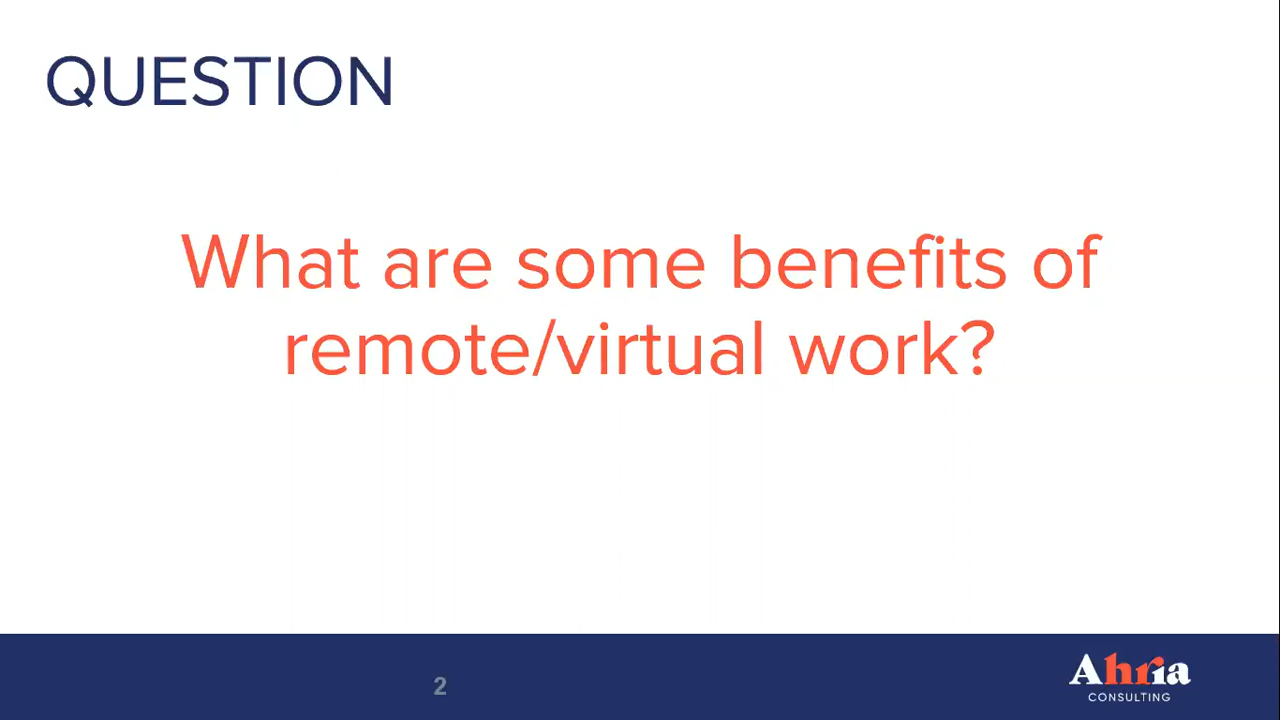 QUESTION
What are some benefits of
remote/virtual work?
2
Ahria
CONSULTING